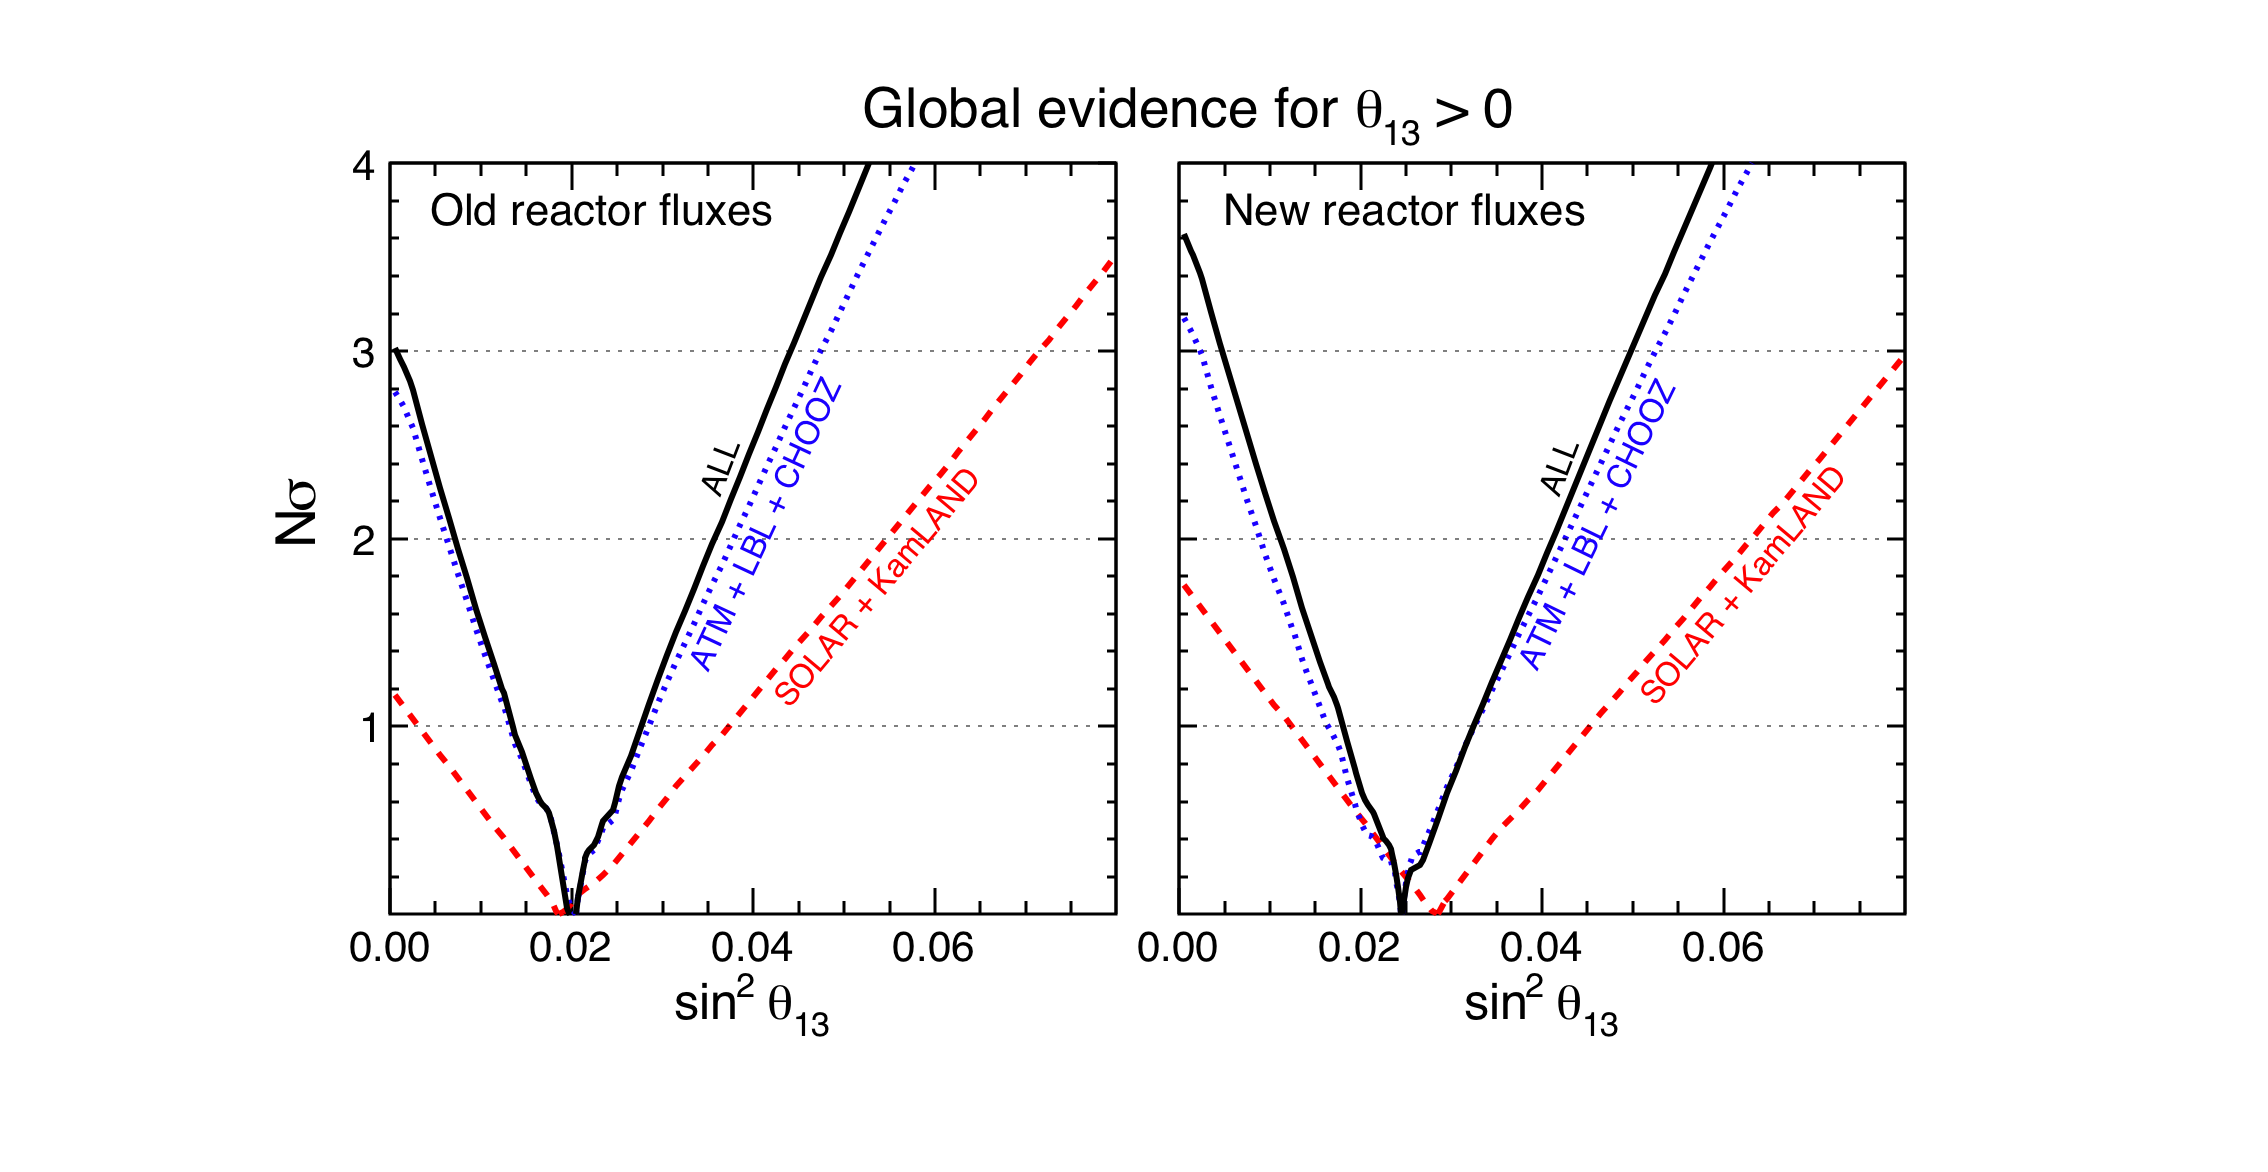 Global evidence for θ₁₃ > 0
Old reactor fluxes
New reactor fluxes
Nσ
4
3
2
1
ALL
ATM + LBL + CHOOZ
SOLAR + KamLAND
ALL
ATM + LBL + CHOOZ
SOLAR + KamLAND
0.00 0.02 0.04 0.06
0.00 0.02 0.04 0.06
sin² θ₁₃
sin² θ₁₃